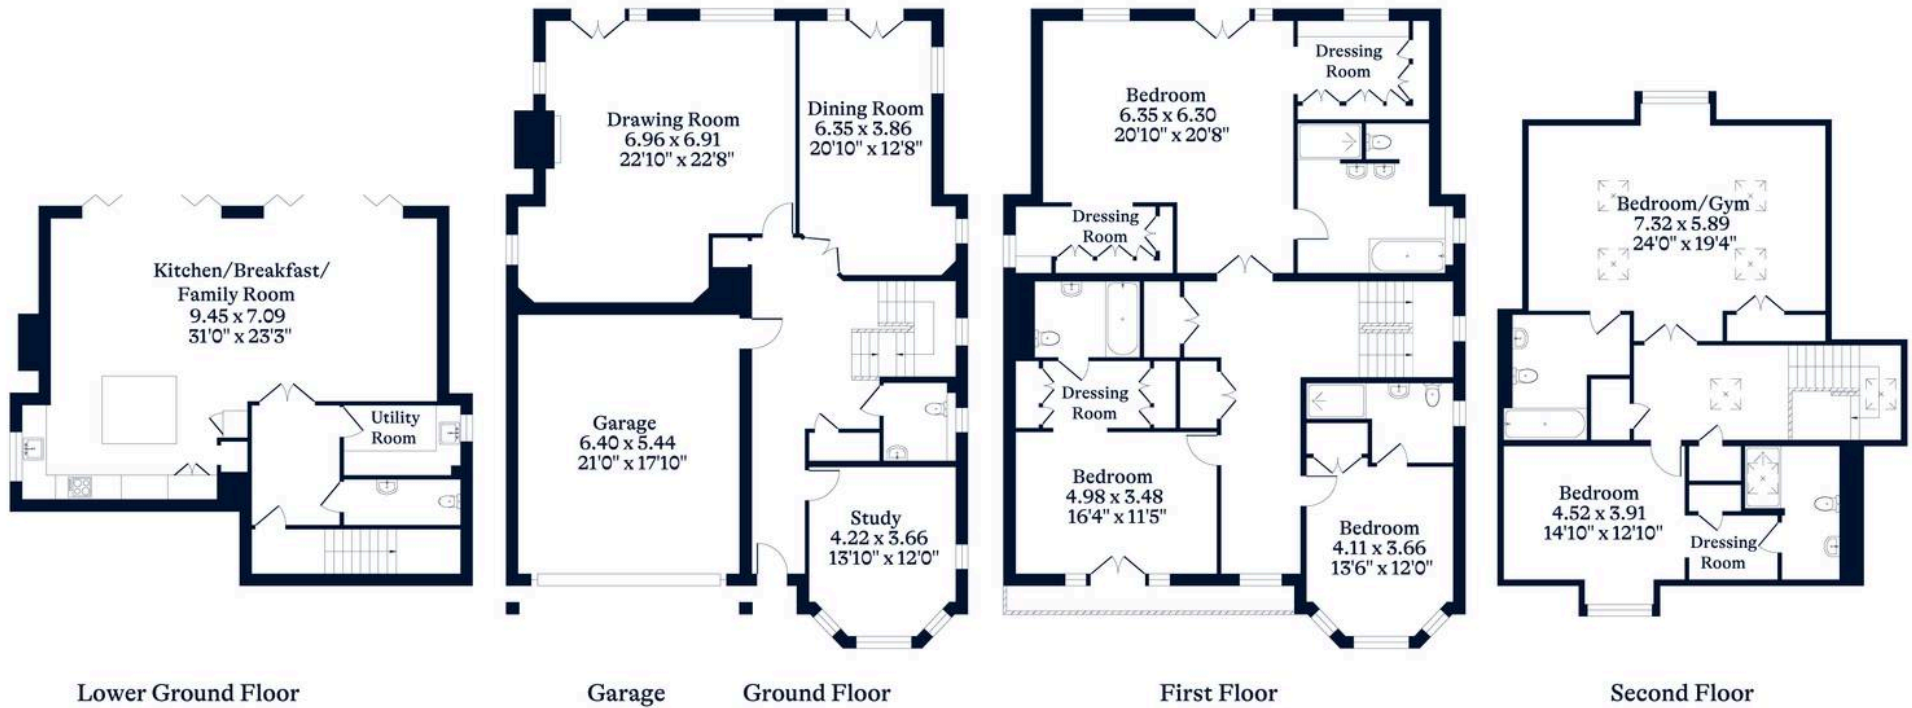 Kitchen/Breakfast/
Family Room
9.45 x 7.09
31'0" x 23'3"
Utility
Room
Lower Ground Floor
Drawing Room
6.96 x 6.91
22'10" x 22'8"
Dining Room
6.35 x 3.86
20'10" x 12'8"
Garage
6.40 x 5.44
21'0" x 17'10"
Study
4.22 x 3.66
13'10" x 12'0"
Garage
Ground Floor
Bedroom
6.35 x 6.30
20'10" x 20'8"
Dressing
Room
Dressing
Room
Dressing
Room
Bedroom
4.98 x 3.48
16'4" x 11'5"
Bedroom
4.11 x 3.66
13'6" x 12'0"
First Floor
Bedroom/Gym
7.32 x 5.89
24'0" x 19'4"
Bedroom
4.52 x 3.91
14'10" x 12'10"
Dressing
Room
Second Floor